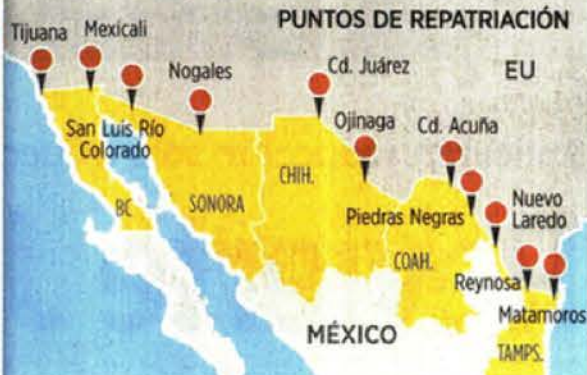 PUNTOS DE REPATRIACIÓN
Tijuana
Mexicali
Nogales
Cd. Juárez
EU
Ojinaga
Cd. Acuña
San Luis Río
Colorado
CHIH.
BC
SONORA
Piedras Negras
Nuevo
Laredo
COAH.
Reynosa
Matamoros
MÉXICO
TAMPS.